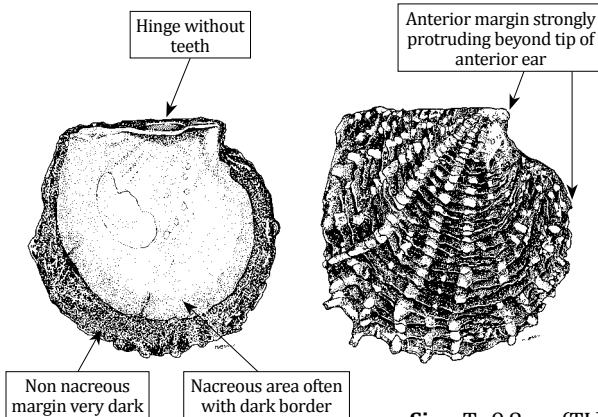 Hinge without
teeth
Anterior margin strongly
protruding beyond tip of
anterior ear
Non nacreous
margin very dark
Nacreous area often
with dark border